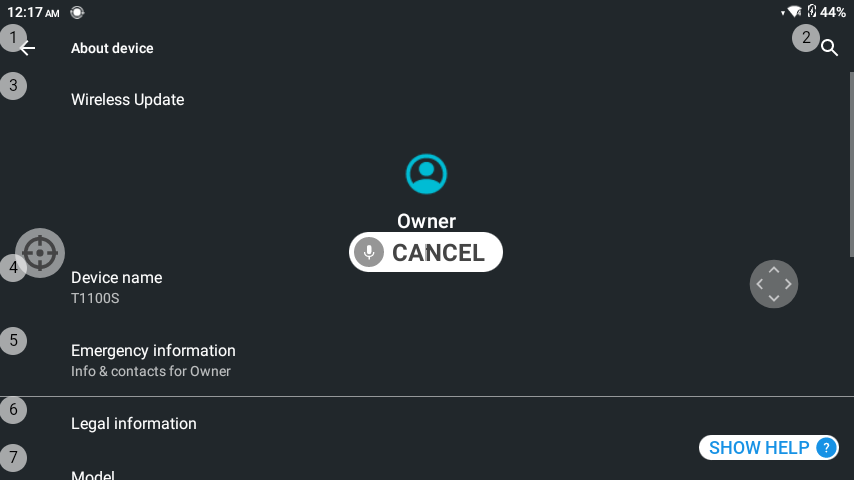 12:17 AM
44%
1
About device
2
3
Wireless Update
Owner
CANCEL
4
Device name
T1100S
5
Emergency information
Info & contacts for Owner
6
Legal information
SHOW HELP ?
7
Model